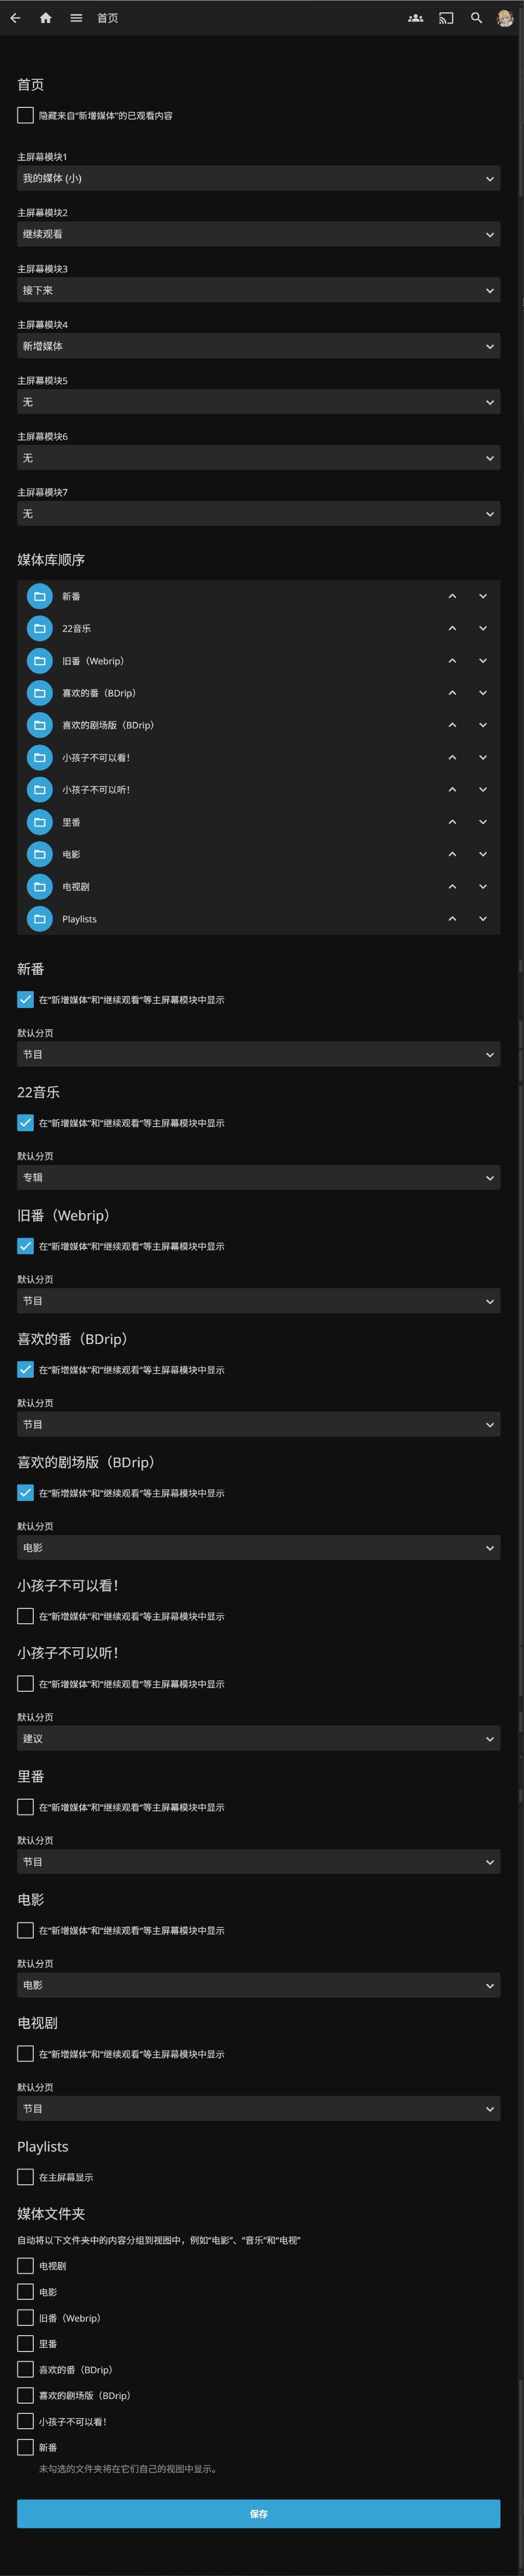 首页
首页
隐藏来自“新增媒体”的已观看内容
主屏幕模块1
我的媒体 (小)
主屏幕模块2
继续观看
主屏幕模块3
接下来
主屏幕模块4
新增媒体
主屏幕模块5
无
主屏幕模块6
无
主屏幕模块7
无
媒体库顺序
新番
22音乐
旧番（Webrip）
喜欢的番（BDrip）
喜欢的剧场版（BDrip）
小孩子不可以看！
小孩子不可以听！
里番
电影
电视剧
Playlists
新番
在“新增媒体”和“继续观看”等主屏幕模块中显示
默认分页
节目
22音乐
在“新增媒体”和“继续观看”等主屏幕模块中显示
默认分页
专辑
旧番（Webrip）
在“新增媒体”和“继续观看”等主屏幕模块中显示
默认分页
节目
喜欢的番（BDrip）
在“新增媒体”和“继续观看”等主屏幕模块中显示
默认分页
节目
喜欢的剧场版（BDrip）
在“新增媒体”和“继续观看”等主屏幕模块中显示
默认分页
电影
小孩子不可以看！
在“新增媒体”和“继续观看”等主屏幕模块中显示
小孩子不可以听！
在“新增媒体”和“继续观看”等主屏幕模块中显示
默认分页
建议
里番
在“新增媒体”和“继续观看”等主屏幕模块中显示
默认分页
节目
电影
在“新增媒体”和“继续观看”等主屏幕模块中显示
默认分页
电影
电视剧
在“新增媒体”和“继续观看”等主屏幕模块中显示
默认分页
节目
Playlists
在主屏幕显示
媒体文件夹
自动将以下文件夹中的内容分组到视图中，例如“电影”、“音乐”和“电视”
电视剧
电影
旧番（Webrip）
里番
喜欢的番（BDrip）
喜欢的剧场版（BDrip）
小孩子不可以看！
新番
未勾选的文件夹将在它们自己的视图中显示。
保存